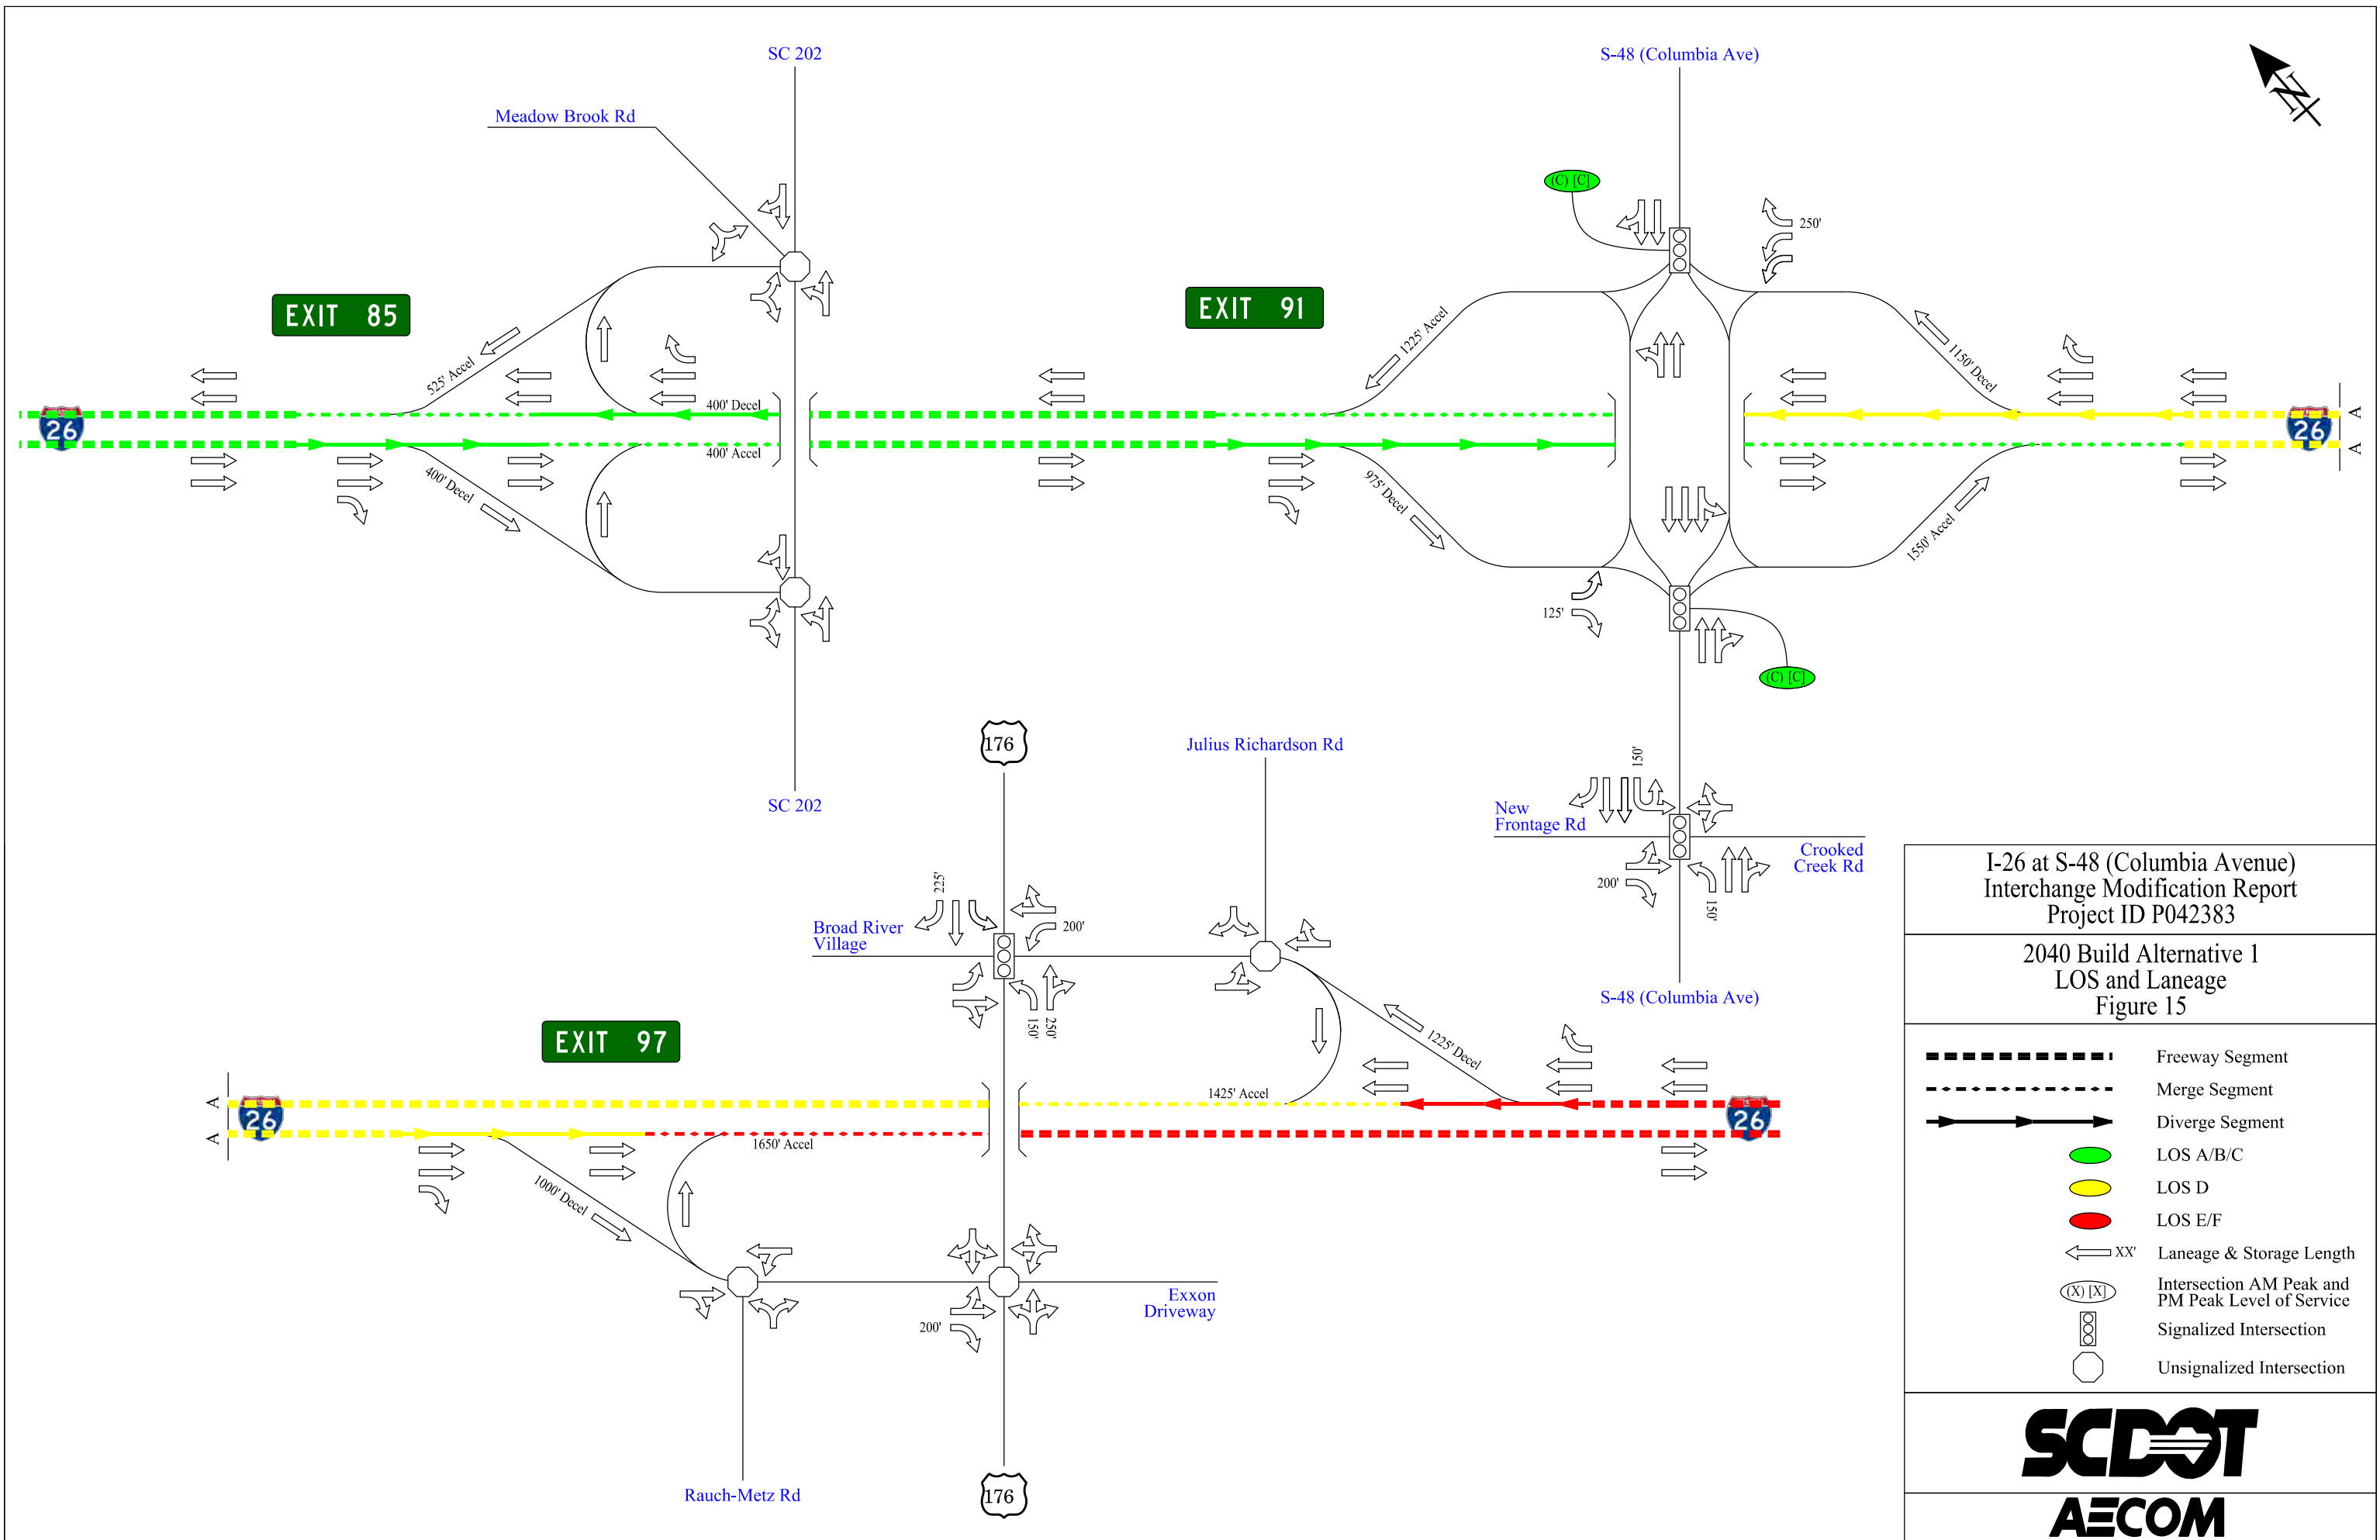 SC 202
S-48 (Columbia Ave)
N
Meadow Brook Rd
(C) [C]
250'
EXIT 85
EXIT 91
525' Accel
1225' Accel
1150' Decel
400' Decel
26
26
A
A
400' Accel
400' Decel
975' Decel
1550' Accel
125'
(C) [C]
176
Julius Richardson Rd
SC 202
150'
New
Frontage Rd
Crooked
Creek Rd
200'
150'
S-48 (Columbia Ave)
225'
Broad River
Village
200'
150'
250'
EXIT 97
1225' Decel
1425' Accel
A
A
26
26
1650' Accel
1000' Decel
Exxon
Driveway
200'
Rauch-Metz Rd
176
I-26 at S-48 (Columbia Avenue)
Interchange Modification Report
Project ID P042383
2040 Build Alternative 1
LOS and Laneage
Figure 15
Freeway Segment
Merge Segment
Diverge Segment
LOS A/B/C
LOS D
LOS E/F
XX' Laneage & Storage Length
(X) [X] Intersection AM Peak and
PM Peak Level of Service
Signalized Intersection
Unsignalized Intersection
SCDOT
AECOM